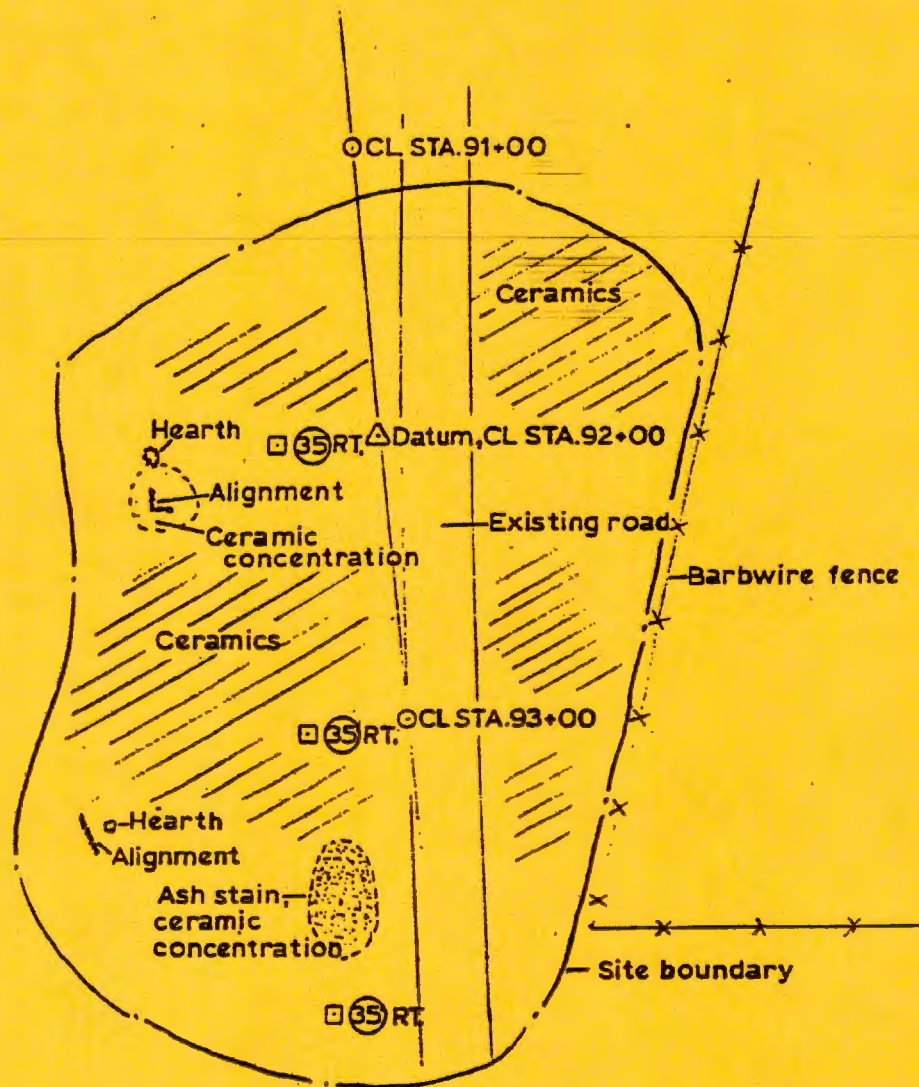 CL STA.91+00
Ceramics
Hearth
35 RT.
Datum, CL STA.92+00
Alignment
Ceramic
concentration
Existing road
Barbwire fence
Ceramics
35 RT.
CL STA.93+00
Hearth
Alignment
Ash stain,
ceramic
concentration
Site boundary
35 RT.